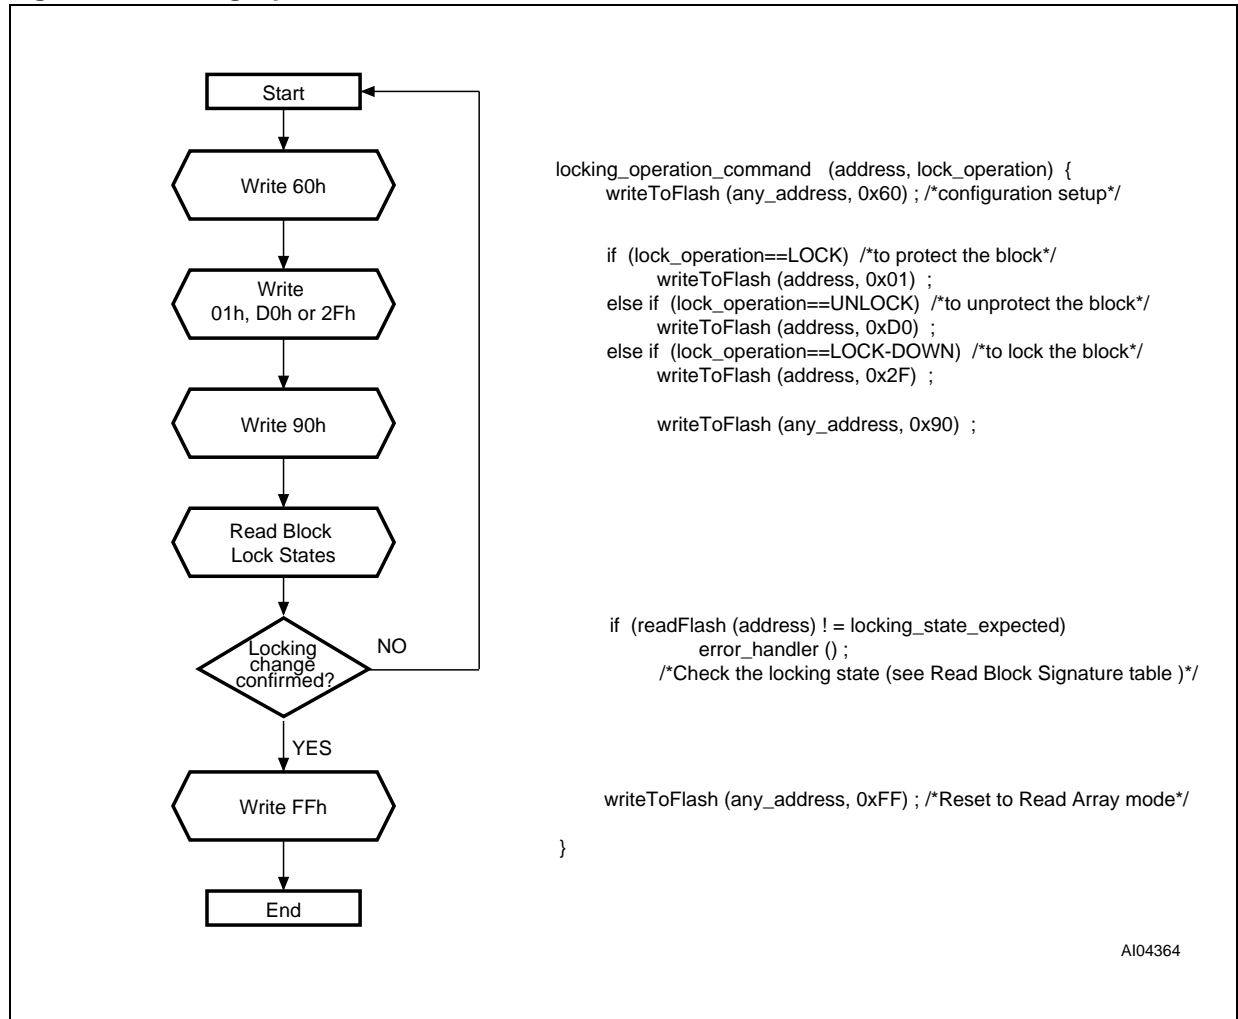 Start
Write 60h
Write
01h, D0h or 2Fh
Write 90h
Read Block
Lock States
Locking
change
confirmed?
NO
YES
Write FFh
End
locking_operation_command (address, lock_operation) {
writeToFlash (any_address, 0x60) ; /*configuration setup*/
if (lock_operation==LOCK) /*to protect the block*/
writeToFlash (address, 0x01) ;
else if (lock_operation==UNLOCK) /*to unprotect the block*/
writeToFlash (address, 0xD0) ;
else if (lock_operation==LOCK-DOWN) /*to lock the block*/
writeToFlash (address, 0x2F) ;
writeToFlash (any_address, 0x90) ;
if (readFlash (address) ! = locking_state_expected)
error_handler () ;
/*Check the locking state (see Read Block Signature table )*/
writeToFlash (any_address, 0xFF) ; /*Reset to Read Array mode*/
}
AI04364